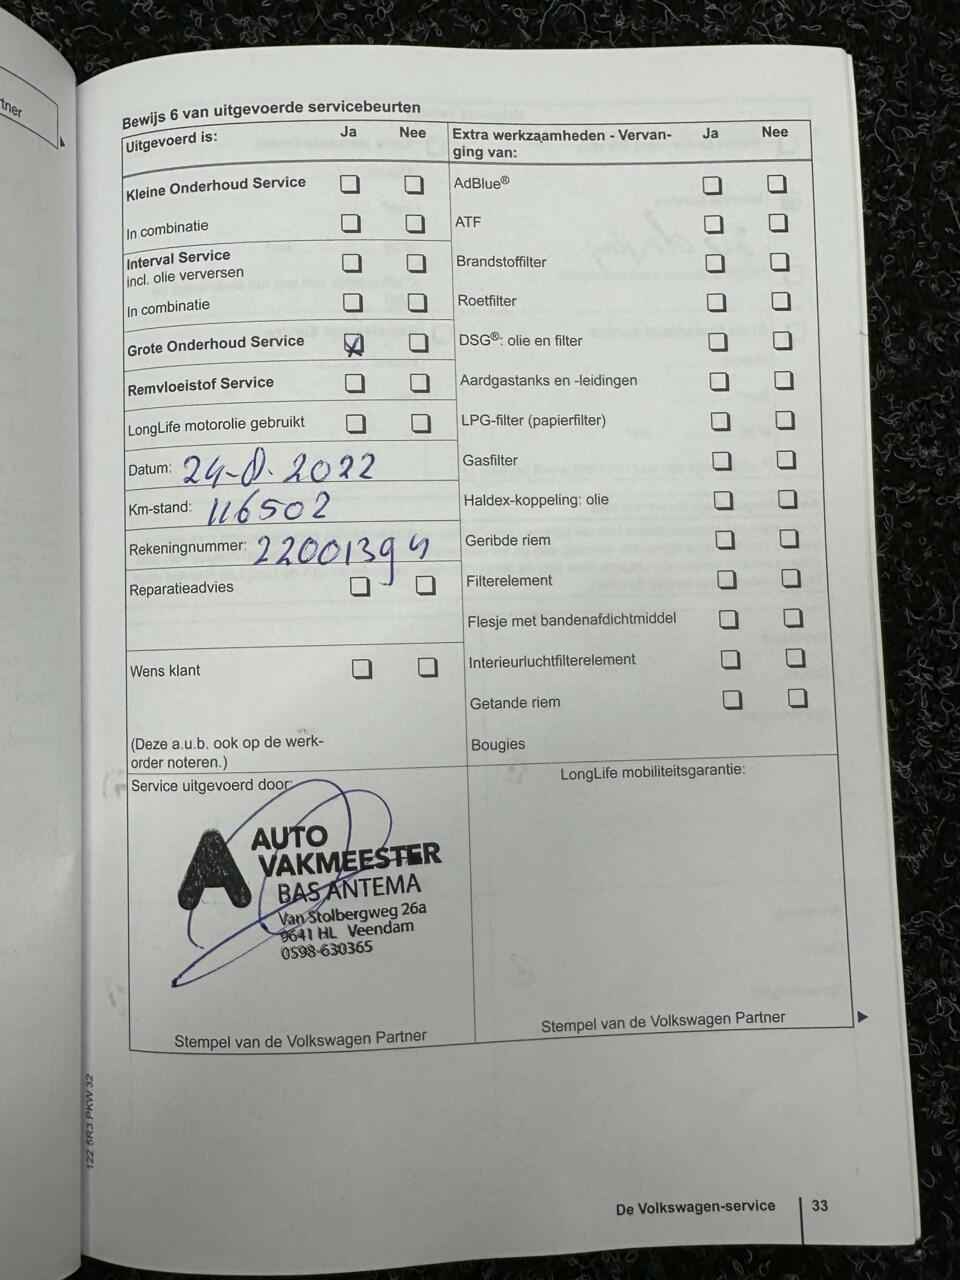 tner
Bewijs 6 van uitgevoerde servicebeurten
Uitgevoerd is: Ja Nee
Kleine Onderhoud Service
In combinatie
Interval Service
incl. olie verversen
In combinatie
Grote Onderhoud Service
Remvloeistof Service
LongLife motorolie gebruikt
Datum: 24-8-2022
Km-stand: 116502
Rekeningnummer: 22001394
Reparatieadvies
Wens klant
(Deze a.u.b. ook op de werk-
order noteren.)
Extra werkzaamheden - Vervan- Ja Nee
ging van:
AdBlue®
ATF
Brandstoffilter
Roetfilter
DSG®: olie en filter
Aardgastanks en -leidingen
LPG-filter (papierfilter)
Gasfilter
Haldex-koppeling: olie
Geribde riem
Filterelement
Flesje met bandenafdichtmiddel
Interieurluchtfilterelement
Getande riem
Bougies
Service uitgevoerd door:
AUTO
VAKMEESTER
BAS ANTEMA
Van Stolbergweg 26a
9641 HL Veendam
0598-630365
Stempel van de Volkswagen Partner
LongLife mobiliteitsgarantie:
Stempel van de Volkswagen Partner
122.5R3.PKW.32
De Volkswagen-service 33